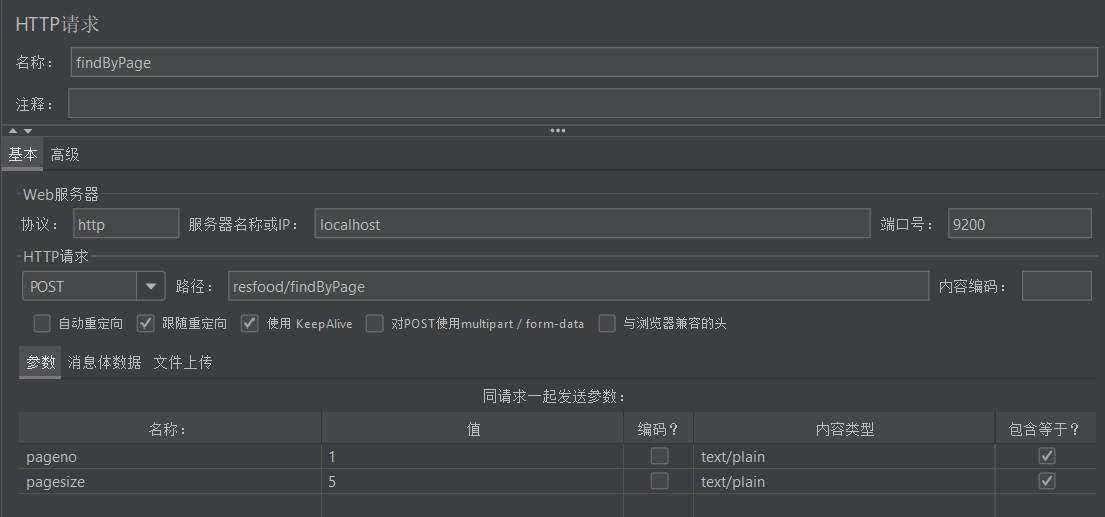 HTTP请求
名称： findByPage
注释：
基本 高级
Web服务器
协议： http 服务器名称或IP： localhost 端口号： 9200
HTTP请求
POST 路径： resfood/findByPage 内容编码：
自动重定向 跟随重定向 使用 KeepAlive 对POST使用multipart / form-data 与浏览器兼容的头
参数 消息体数据 文件上传
同请求一起发送参数：
名称： 值 编码？ 内容类型 包含等于？
pageno 1 text/plain
pagesize 5 text/plain